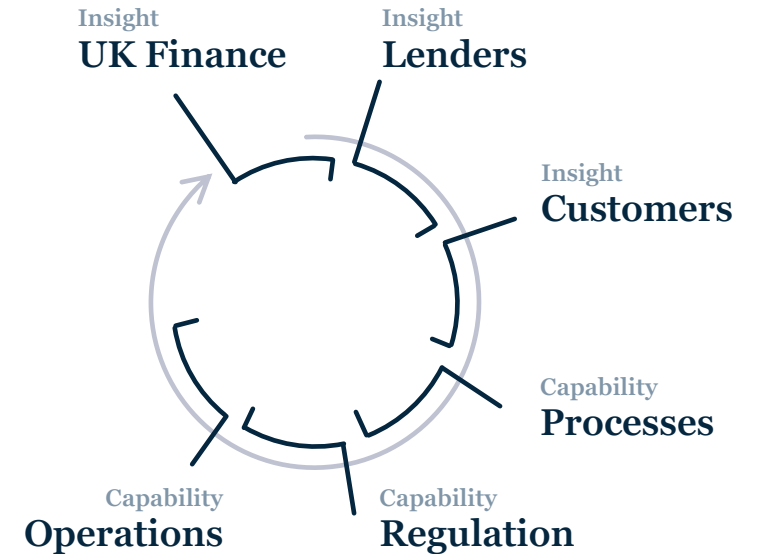 Insight
UK Finance
Insight
Lenders
Insight
Customers
Capability
Processes
Capability
Regulation
Capability
Operations